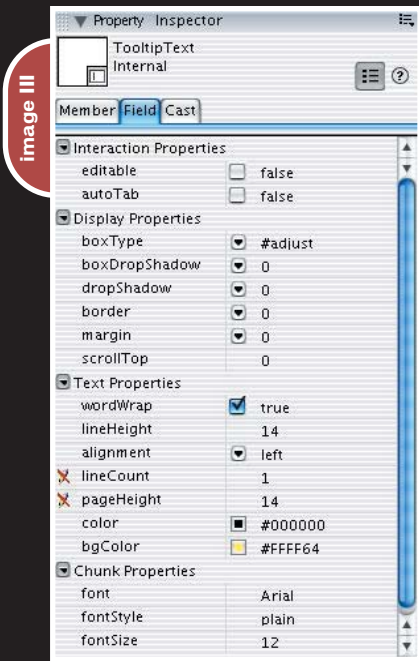 image III
Property Inspector
TooltipText
Internal
Member Field Cast
Interaction Properties
editable false
autoTab false
Display Properties
boxType #adjust
boxDropShadow 0
dropShadow 0
border 0
margin 0
scrollTop 0
Text Properties
wordWrap true
lineHeight 14
alignment left
lineCount 1
pageHeight 14
color #000000
bgColor #FFFF64
Chunk Properties
font Arial
fontStyle plain
fontSize 12